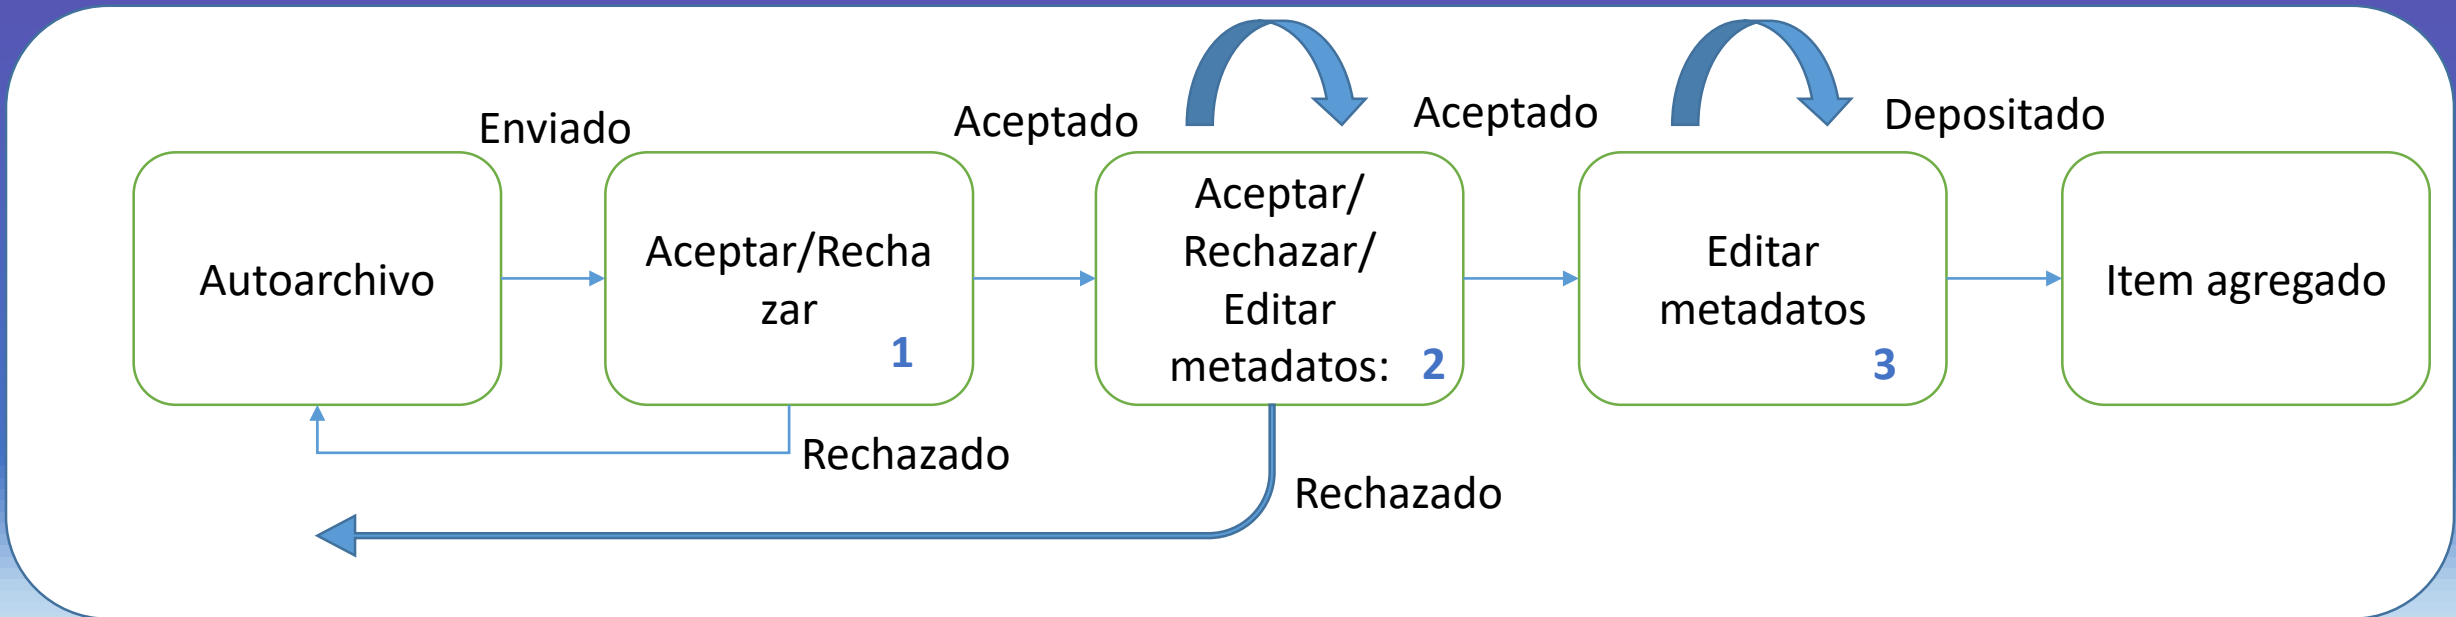 Enviado
Aceptado
Aceptado
Depositado
Autoarchivo
Aceptar/Recha
zar
1
Aceptar/
Rechazar/
Editar
metadatos:
2
Editar
metadatos
3
Item agregado
Rechazado
Rechazado